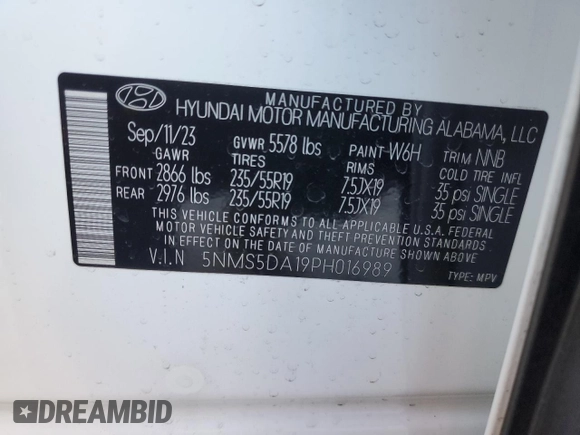 MANUFACTURED BY
HYUNDAI MOTOR MANUFACTURING ALABAMA, LLC
Sep/11/23 GVWR 5578 lbs PAINT W6H TRIM NNB
GAWR TIRES RIMS COLD TIRE INFL
FRONT 2866 lbs 235/55R19 7.5JX19 35 psi SINGLE
REAR 2976 lbs 235/55R19 7.5JX19 35 psi SINGLE
THIS VEHICLE CONFORMS TO ALL APPLICABLE U.S.A. FEDERAL
MOTOR VEHICLE SAFETY, BUMPER, AND THEFT PREVENTION
STANDARDS IN EFFECT ON THE DATE OF MANUFACTURE SHOWN ABOVE.
V.I.N 5NMS5DA19PH016989
TYPE: MPV
DREAMBID